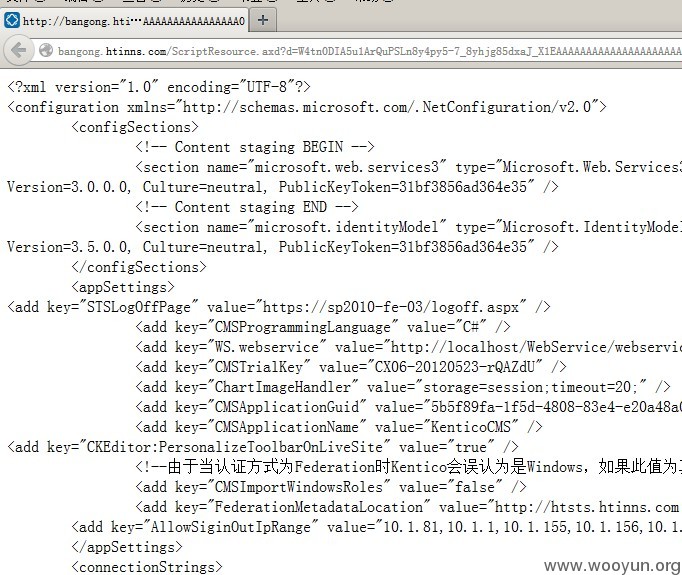 http://bangong.hti…AAAAAAAAAAAAAAAA0
bangong.htinns.com/ScriptResource.axd?d=W4tn0DIA5u1ArQuPSLn8y4py5-7_8yhjg85dxaJ_X1EAAAAAAAAAAAAAAAAAAAA
<?xml version="1.0" encoding="UTF-8"?>
<configuration xmlns="http://schemas.microsoft.com/.NetConfiguration/v2.0">
<configSections>
<!-- Content staging BEGIN -->
<section name="microsoft.web.services3" type="Microsoft.Web.Services3
Version=3.0.0.0, Culture=neutral, PublicKeyToken=31bf3856ad364e35" />
<!-- Content staging END -->
<section name="microsoft.identityModel" type="Microsoft.IdentityModel
Version=3.5.0.0, Culture=neutral, PublicKeyToken=31bf3856ad364e35" />
</configSections>
<appSettings>
<add key="STSLogOffPage" value="https://sp2010-fe-03/logoff.aspx" />
<add key="CMSProgrammingLanguage" value="C#" />
<add key="WS.webservice" value="http://localhost/WebService/webservic
<add key="CMSTrialKey" value="CX06-20120523-rQAZdU" />
<add key="ChartImageHandler" value="storage=session;timeout=20;" />
<add key="CMSApplicationGuid" value="5b5f89fa-1f5d-4808-83e4-e20a48a0
<add key="CMSApplicationName" value="KenticoCMS" />
<add key="CKEditor:PersonalizeToolbarOnLiveSite" value="true" />
<!--由于当认证方式为Federation时Kentico会误认为是Windows，如果此值为
<add key="CMSImportWindowsRoles" value="false" />
<add key="FederationMetadataLocation" value="http://htsts.htinns.com
<add key="AllowSiginOutIpRange" value="10.1.81,10.1.1,10.1.155,10.1.156,10.1.
</appSettings>
<connectionStrings>
www.wooyun.org